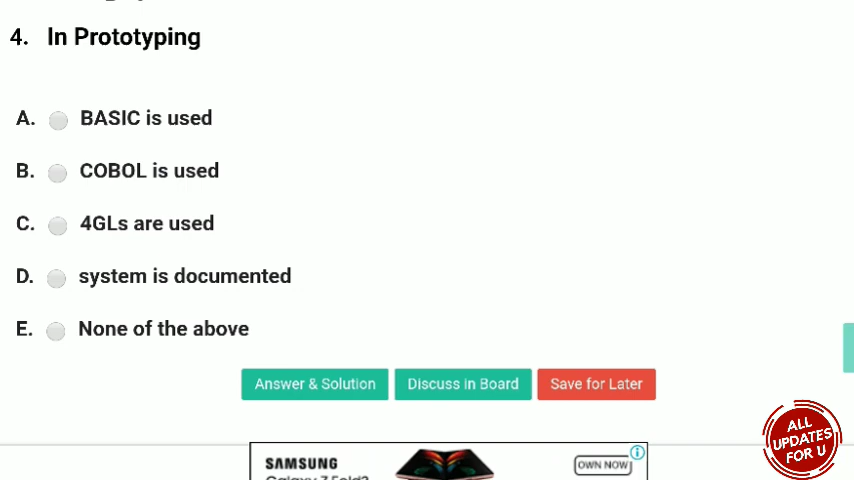 4. In Prototyping
A. BASIC is used
B. COBOL is used
C. 4GLs are used
D. system is documented
E. None of the above
Answer & Solution
Discuss in Board
Save for Later
SAMSUNG
OWN NOW
ALL
UPDATES
FOR U